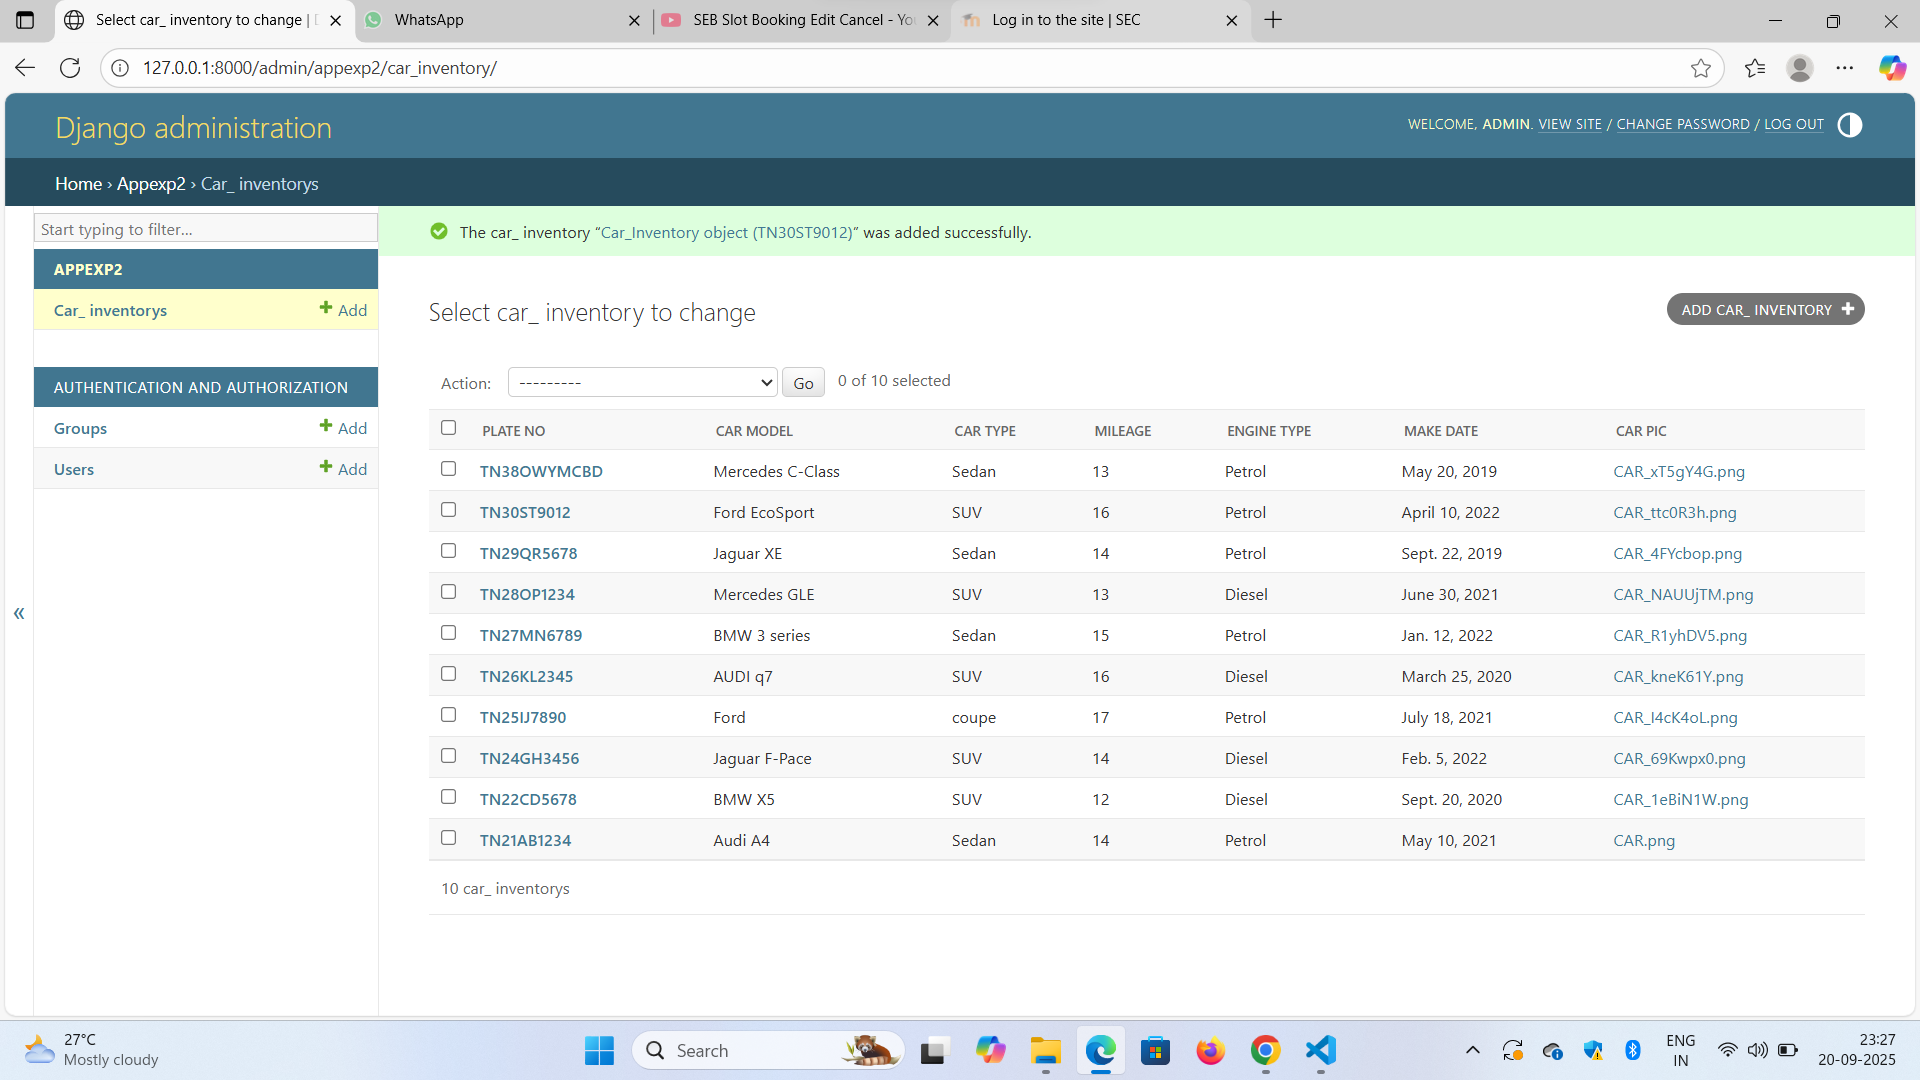 Select car_ inventory to change |
WhatsApp
SEB Slot Booking Edit Cancel - You
Log in to the site | SEC
127.0.0.1:8000/admin/appexp2/car_inventory/
Django administration
WELCOME, ADMIN. VIEW SITE / CHANGE PASSWORD / LOG OUT
Home › Appexp2 › Car_ inventorys
Start typing to filter...
The car_ inventory “Car_Inventory object (TN30ST9012)” was added successfully.
APPEXP2
Car_ inventorys + Add
AUTHENTICATION AND AUTHORIZATION
Groups + Add
Users + Add
«
Select car_ inventory to change
ADD CAR_ INVENTORY +
Action: --------- Go 0 of 10 selected
PLATE NO CAR MODEL CAR TYPE MILEAGE ENGINE TYPE MAKE DATE CAR PIC
TN38OWYMCBD Mercedes C-Class Sedan 13 Petrol May 20, 2019 CAR_xT5gY4G.png
TN30ST9012 Ford EcoSport SUV 16 Petrol April 10, 2022 CAR_ttc0R3h.png
TN29QR5678 Jaguar XE Sedan 14 Petrol Sept. 22, 2019 CAR_4FYcbop.png
TN28OP1234 Mercedes GLE SUV 13 Diesel June 30, 2021 CAR_NAUUjTM.png
TN27MN6789 BMW 3 series Sedan 15 Petrol Jan. 12, 2022 CAR_R1yhDV5.png
TN26KL2345 AUDI q7 SUV 16 Diesel March 25, 2020 CAR_kneK61Y.png
TN25IJ7890 Ford coupe 17 Petrol July 18, 2021 CAR_I4cK4oL.png
TN24GH3456 Jaguar F-Pace SUV 14 Diesel Feb. 5, 2022 CAR_69Kwpx0.png
TN22CD5678 BMW X5 SUV 12 Diesel Sept. 20, 2020 CAR_1eBiN1W.png
TN21AB1234 Audi A4 Sedan 14 Petrol May 10, 2021 CAR.png
10 car_ inventorys
27°C
Mostly cloudy
Search
ENG
IN
23:27
20-09-2025